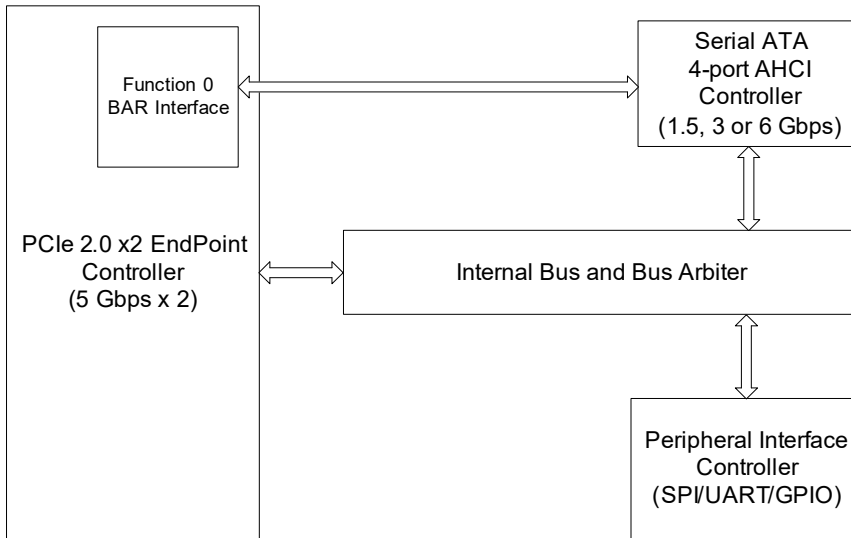 Function 0
BAR Interface
Serial ATA
4-port AHCI
Controller
(1.5, 3 or 6 Gbps)
PCIe 2.0 x2 EndPoint
Controller
(5 Gbps x 2)
Internal Bus and Bus Arbiter
Peripheral Interface
Controller
(SPI/UART/GPIO)